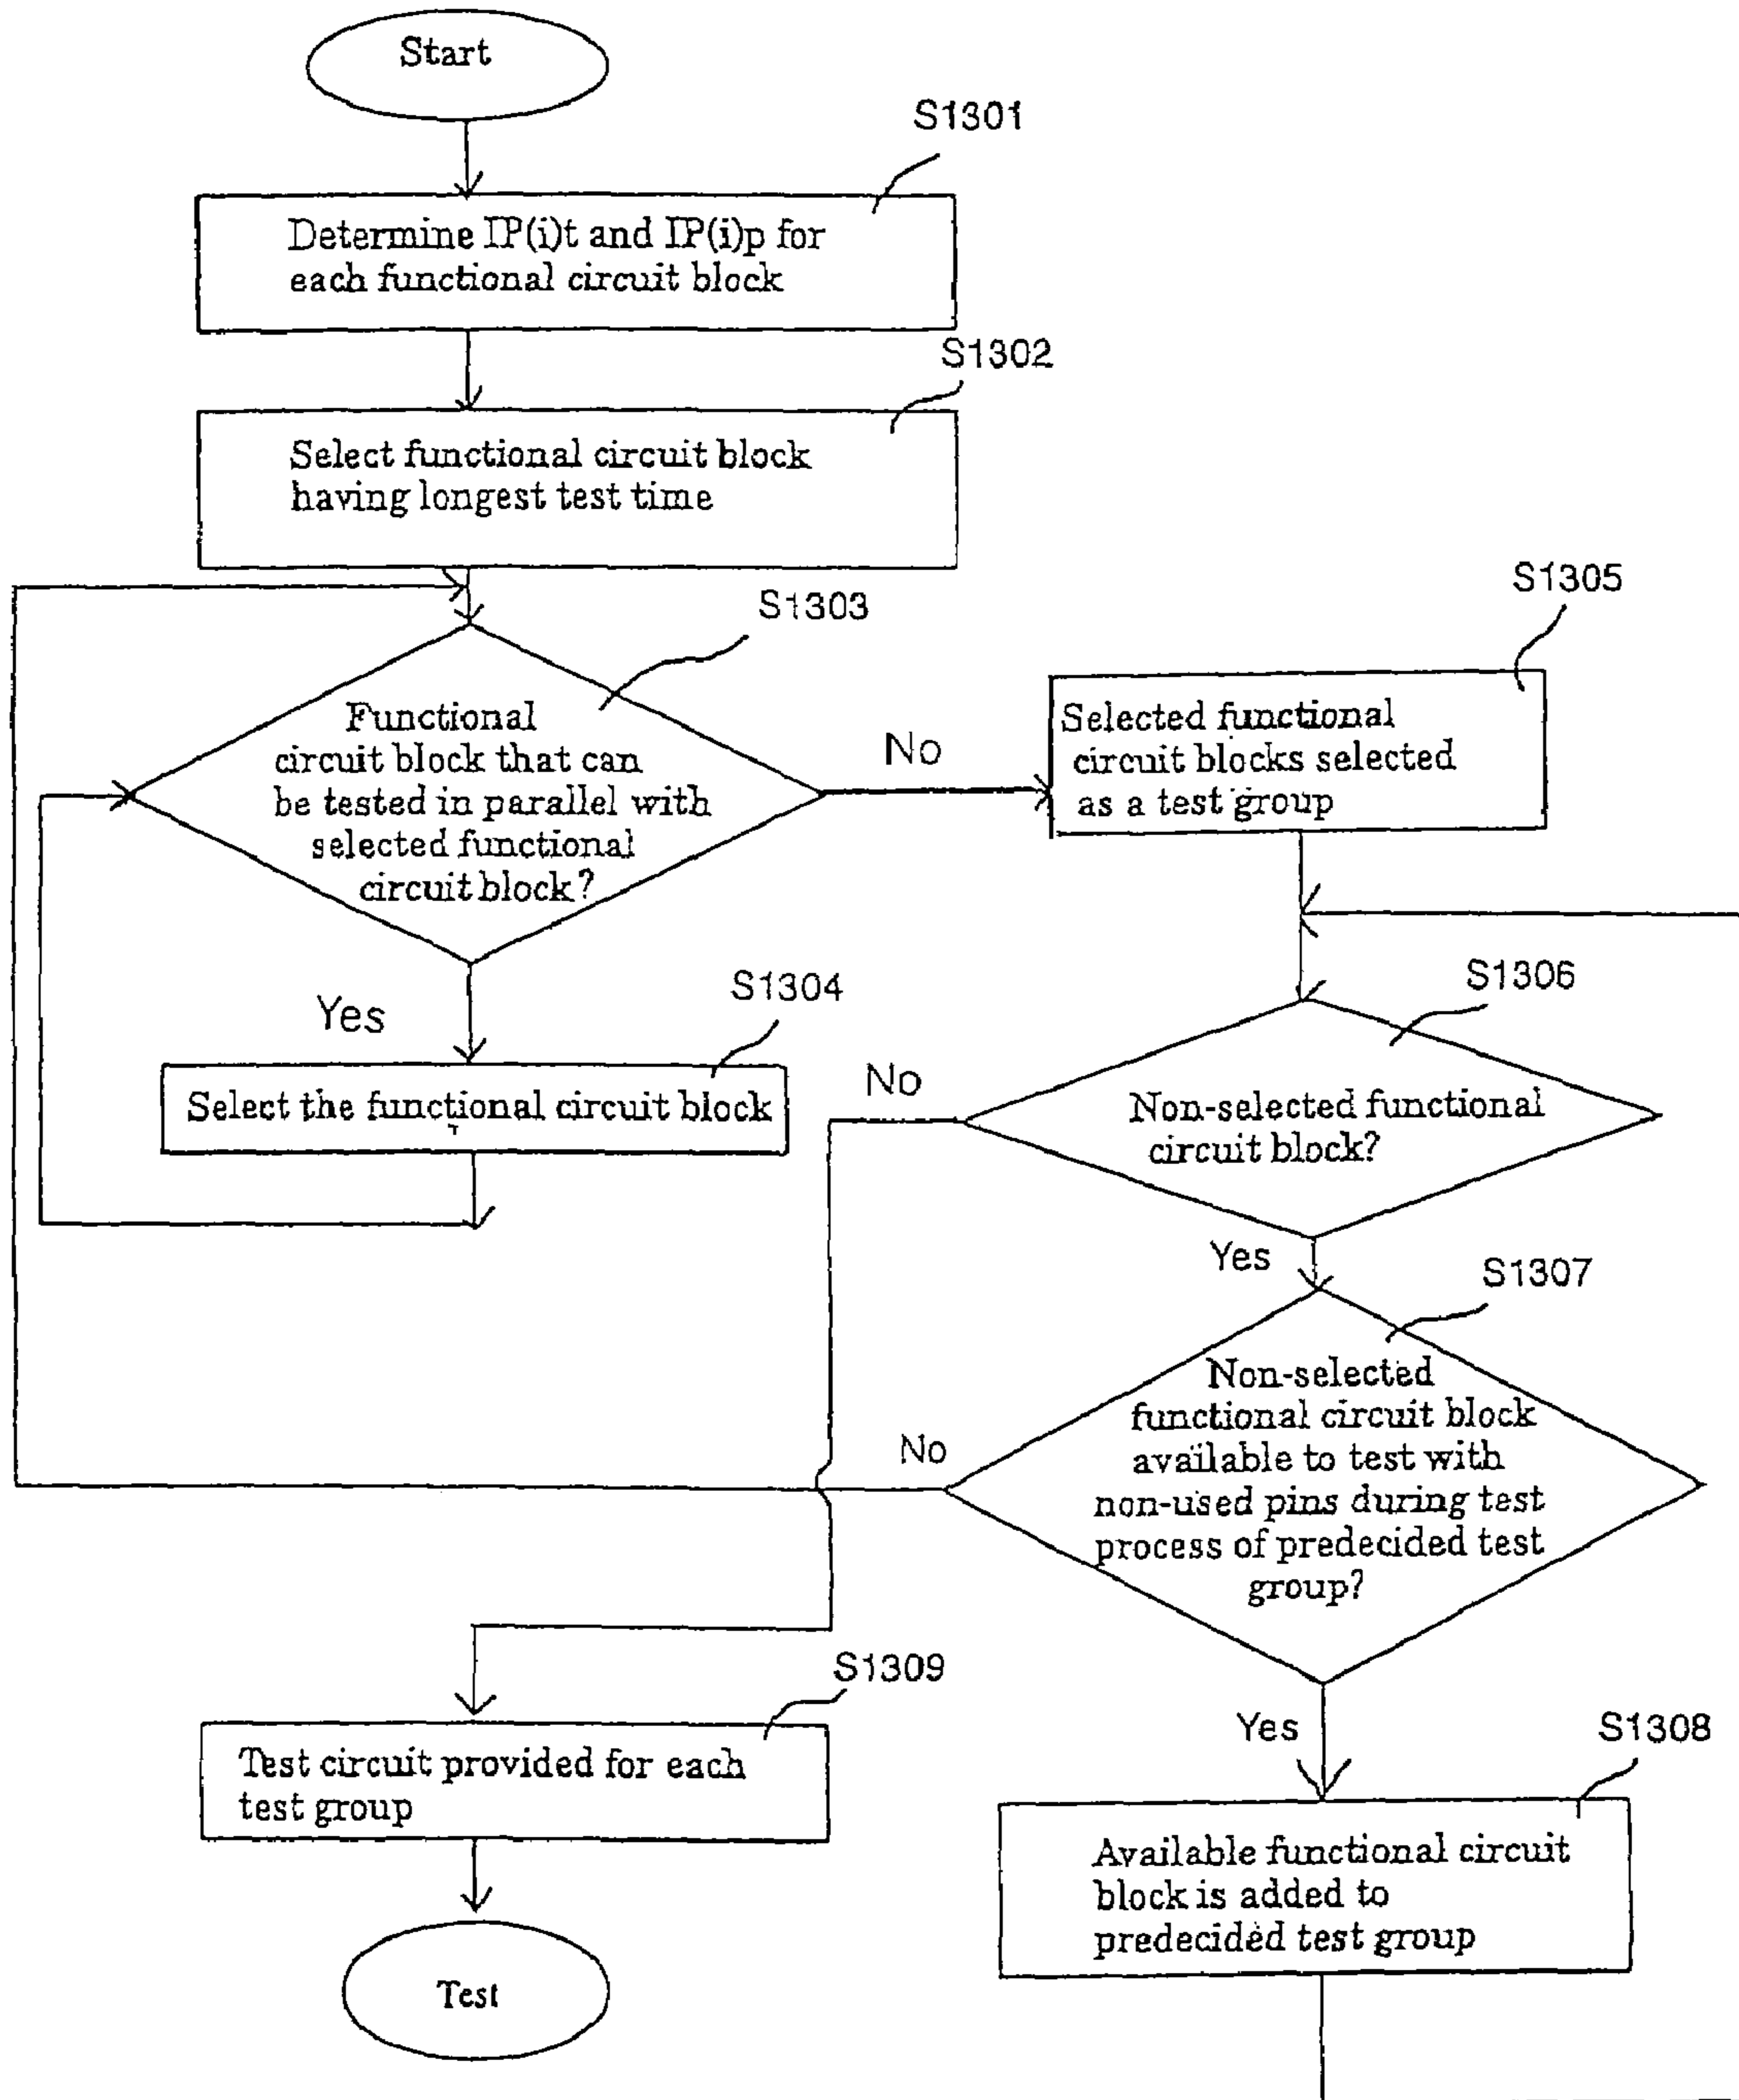 Start
S1301
Determine IP(i)t and IP(i)p for
each functional circuit block
S1302
Select functional circuit block
having longest test time
S1303
Functional
circuit block that can
be tested in parallel with
selected functional
circuit block?
No
S1305
Selected functional
circuit blocks selected
as a test group
Yes
S1304
Select the functional circuit block
S1306
No
Non-selected functional
circuit block?
Yes
S1307
Non-selected
functional circuit block
available to test with
non-used pins during test
process of predecided test
group?
No
Yes
S1308
Available functional circuit
block is added to
predecided test group
S1309
Test circuit provided for each
test group
Test